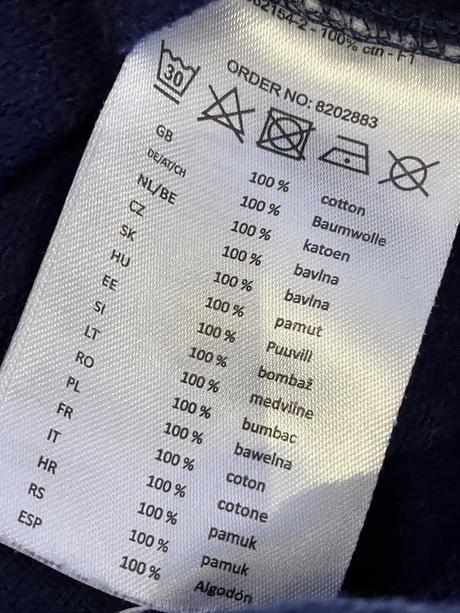 62154-2 - 100% ctn - F1
ORDER NO: 8202883
30
GB 100 % cotton
DE/AT/CH 100 % Baumwolle
NL/BE 100 % katoen
CZ 100 % bavlna
SK 100 % bavlna
HU 100 % pamut
EE 100 % Puuvill
SI 100 % bombaž
LT 100 % medvilne
RO 100 % bumbac
PL 100 % bawelna
FR 100 % coton
IT 100 % cotone
HR 100 % pamuk
RS 100 % pamuk
ESP 100 % Algodón